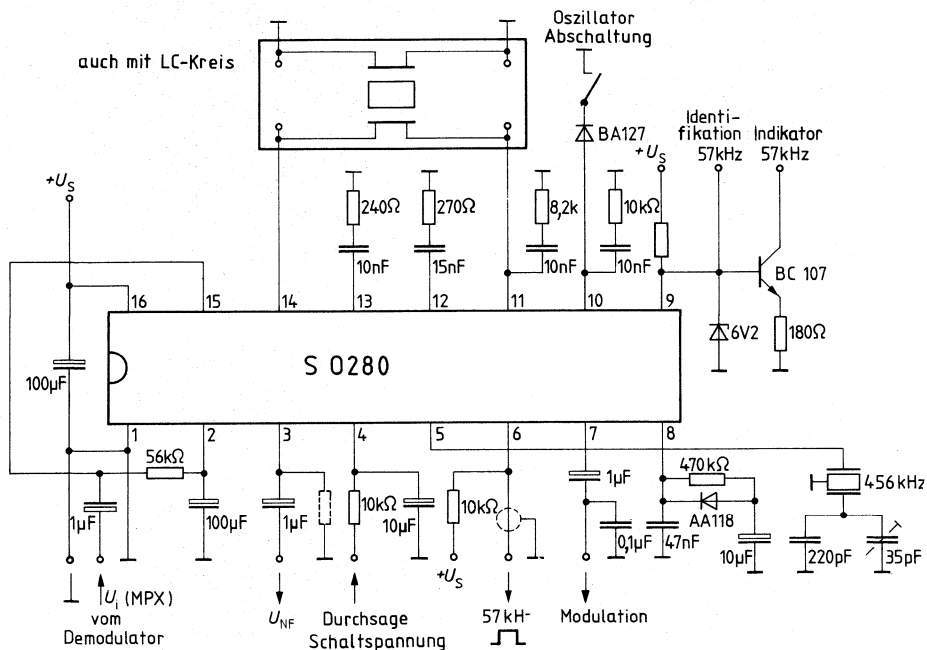 Oszillator
Abschaltung
auch mit LC-Kreis
BA127
Identi-
fikation
57kHz
Indikator
57kHz
+US
+US
240Ω
270Ω
8,2k
10kΩ
10nF
15nF
10nF
10nF
BC 107
16
15
14
13
12
11
10
9
6V2
180Ω
S 0280
100µF
1
2
3
4
5
6
7
8
56kΩ
1µF
470kΩ
456kHz
1µF
100µF
1µF
10kΩ
10µF
10kΩ
0,1µF
47nF
AA118
10µF
220pF
35pF
+US
Ui (MPX)
vom
Demodulator
UNF
Durchsage
Schaltspannung
57kH-
Modulation